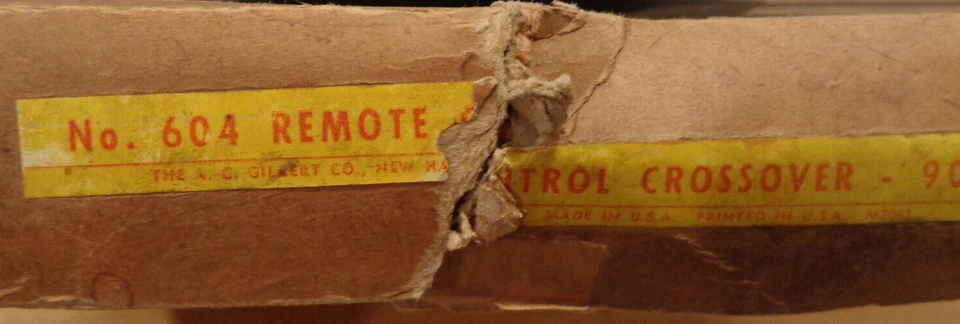 No. 604 REMOTE TROL CROSSOVER - 90
THE A. C. GILBERT CO., NEW HA MADE IN U.S.A. PRINTED IN U.S.A.